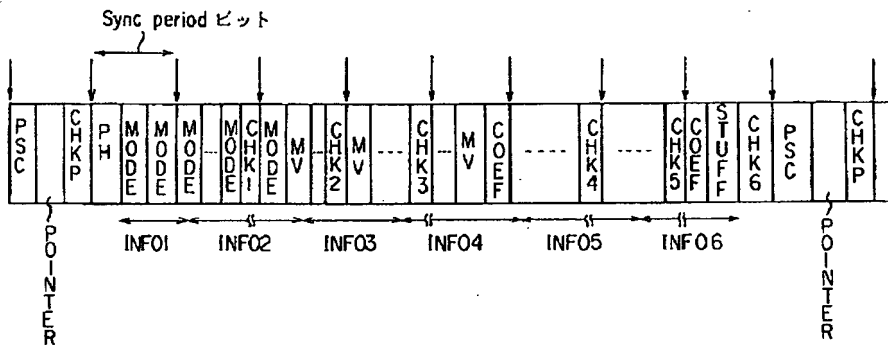 Sync period ビット
PSC
CHKP
PH
MODE
MODE
MODE
....
MODE
CHK1
MODE
MV
...
CHK2
MV
....
CHK3
....
MV
COEF
.....
CHK4
.....
CHK5
COEF
STUFF
CHK6
PSC
CHKP
INFO1
INFO2
INFO3
INFO4
INFO5
INFO6
POINTER
POINTER